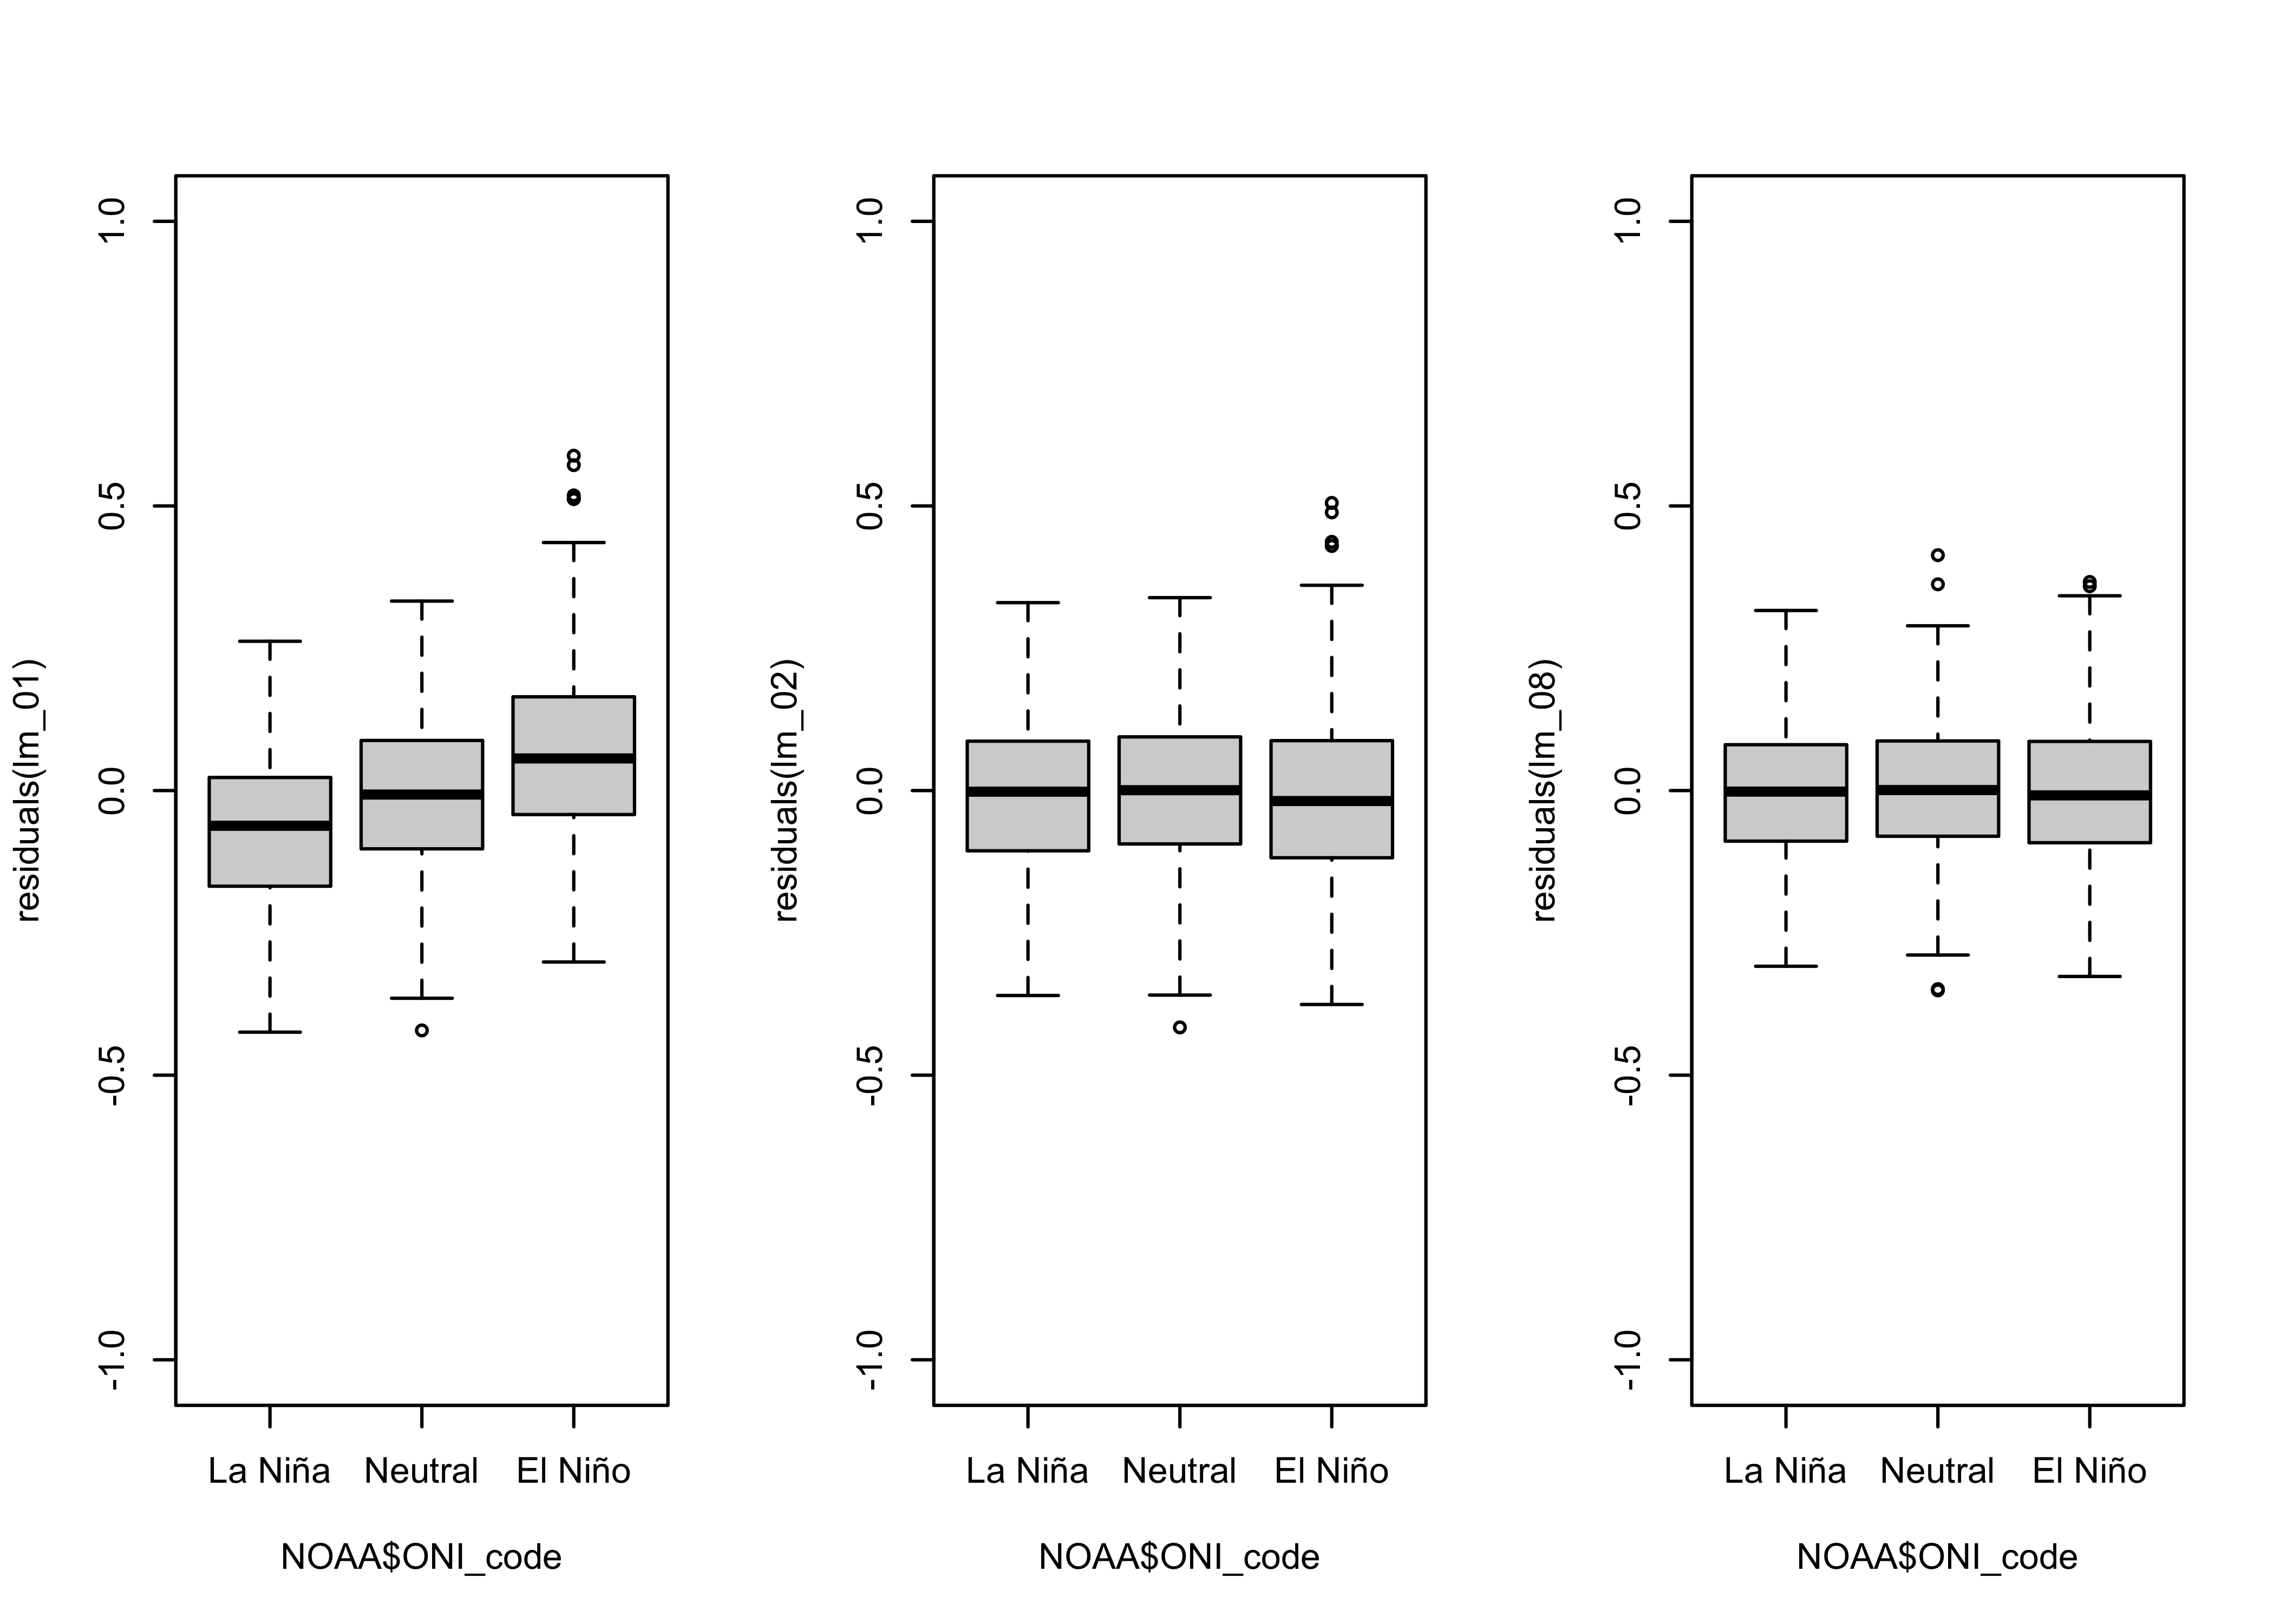 residuals(lm_01)
1.0
0.5
0.0
-0.5
-1.0
La Niña Neutral El Niño
NOAA$ONI_code
residuals(lm_02)
1.0
0.5
0.0
-0.5
-1.0
La Niña Neutral El Niño
NOAA$ONI_code
residuals(lm_08)
1.0
0.5
0.0
-0.5
-1.0
La Niña Neutral El Niño
NOAA$ONI_code